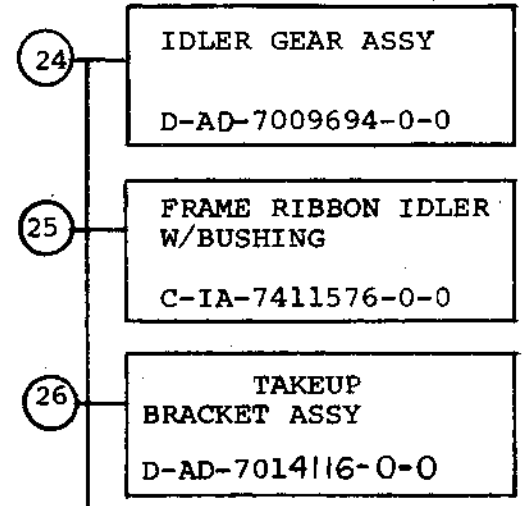 24
IDLER GEAR ASSY
D-AD-7009694-0-0
25
FRAME RIBBON IDLER
W/BUSHING
C-IA-7411576-0-0
26
TAKEUP
BRACKET ASSY
D-AD-7014116-0-0